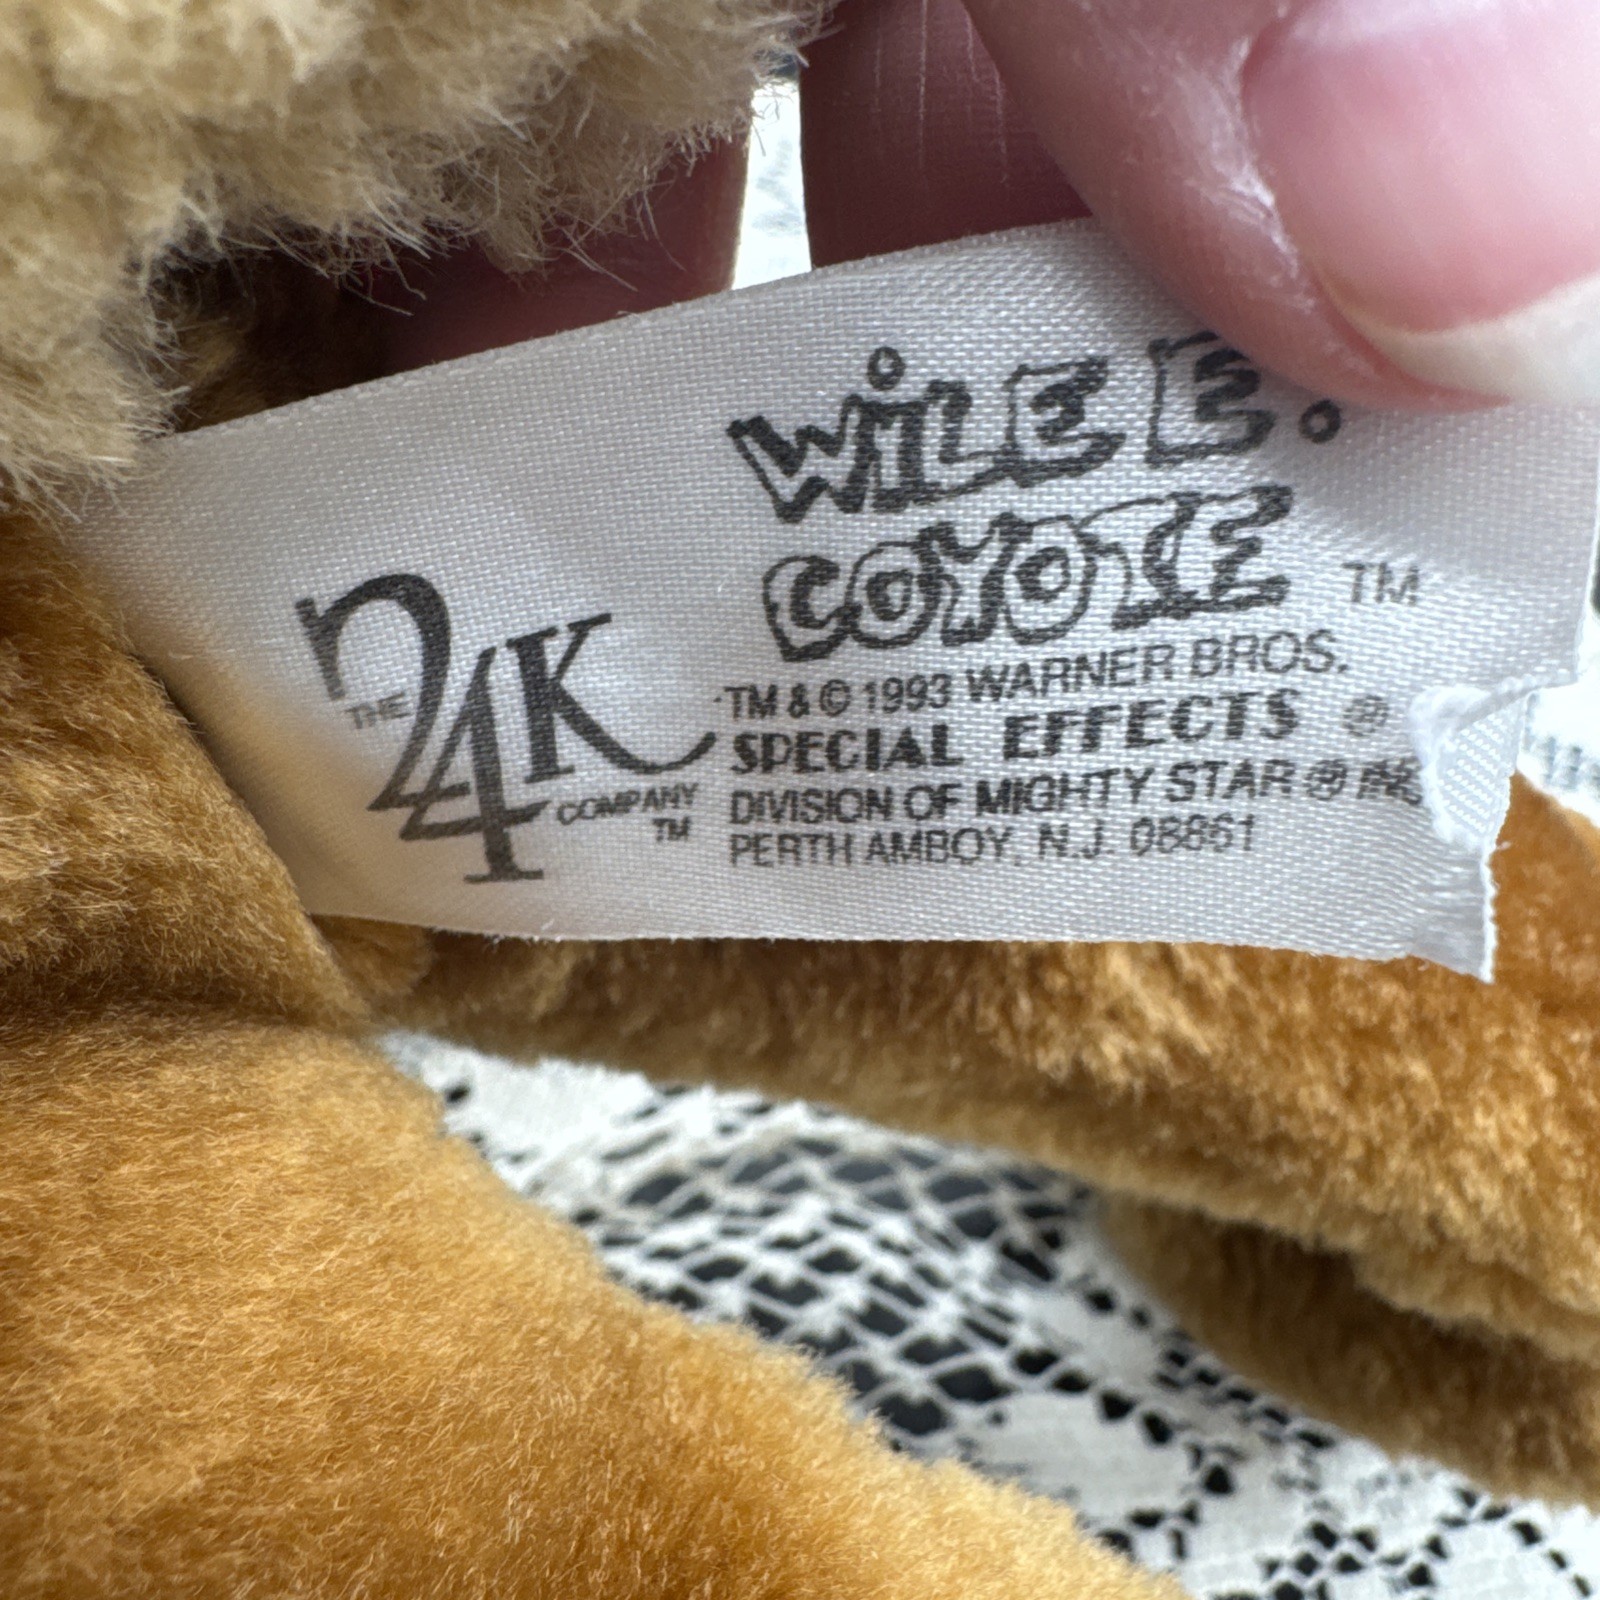 WILE E.
COYOTE ™
THE 24K
COMPANY
TM
TM & © 1993 WARNER BROS.
SPECIAL EFFECTS ®
DIVISION OF MIGHTY STAR ®
PERTH AMBOY, N.J. 08861